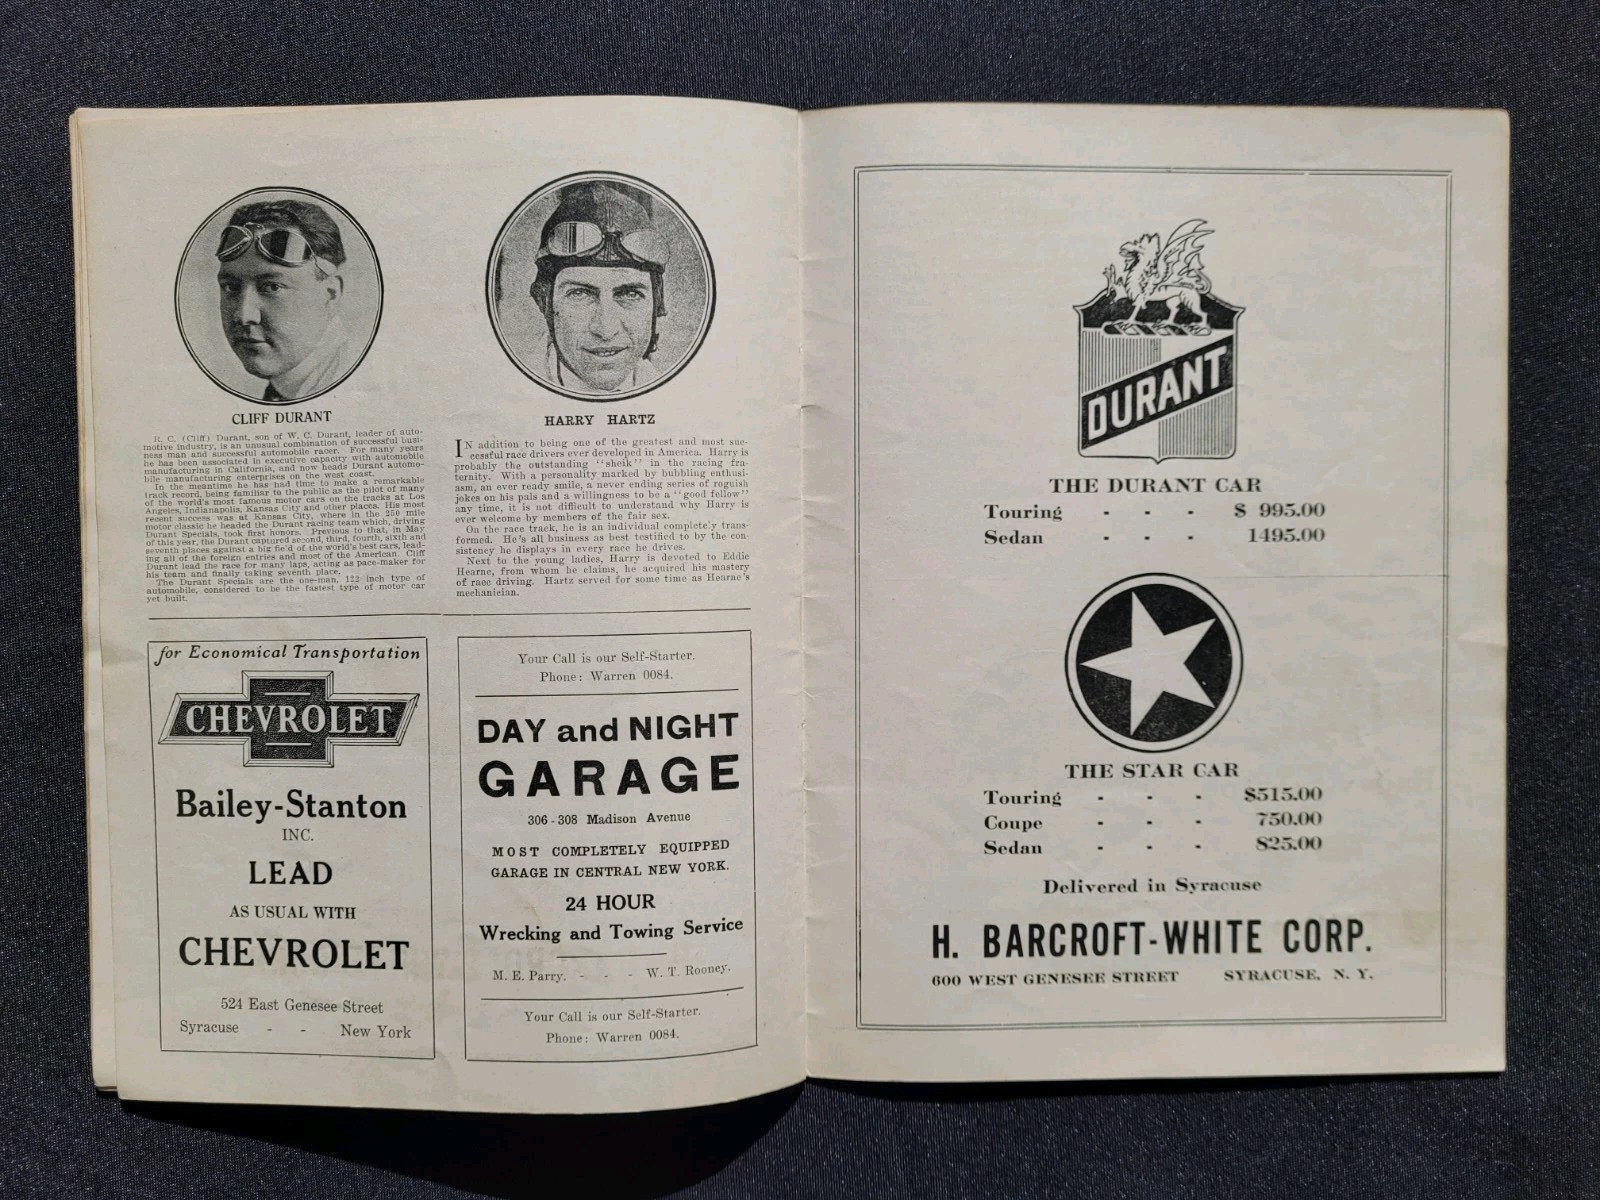 CLIFF DURANT
R. C. (Cliff) Durant, son of W. C. Durant, leader of auto-
motive industry, is an unusual combination of successful busi-
ness man and successful automobile racer. For many years
he has been associated in executive capacity with automobile
manufacturing in California, and now heads Durant automo-
bile manufacturing enterprises on the west coast.
In the meantime he has had time to make a remarkable
track record, being familiar to the public as the pilot of many
of the world's most famous motor cars on the tracks at Los
Angeles, Indianapolis, Kansas City and other places. His most
recent success was at Kansas City, where in the 250 mile
motor classic he headed the Durant racing team which, driving
Durant Specials, took first honors. Previous to that, in May
of this year, the Durant captured second, third, fourth, sixth and
seventh places against a big field of the world's best cars, lead-
ing all of the foreign entries and most of the American. Cliff
Durant lead the race for many laps, acting as pace-maker for
his team and finally taking seventh place.
The Durant Specials are the one-man, 122 inch type of
automobile, considered to be the fastest type of motor car
yet built.
HARRY HARTZ
IN addition to being one of the greatest and most suc-
cessful race drivers ever developed in America. Harry is
probably the outstanding "sheik" in the racing fra-
ternity. With a personality marked by bubbling enthusi-
asm, an ever ready smile, a never ending series of roguish
jokes on his pals and a willingness to be a "good fellow"
any time, it is not difficult to understand why Harry is
ever welcome by members of the fair sex.
On the race track, he is an individual completely trans-
formed. He's all business as best testified to by the con-
sistency he displays in every race he drives.
Next to the young ladies, Harry is devoted to Eddie
Hearne, from whom he claims, he acquired his mastery
of race driving. Hartz served for some time as Hearne's
mechanician.
for Economical Transportation
CHEVROLET
Bailey-Stanton
INC.
LEAD
AS USUAL WITH
CHEVROLET
524 East Genesee Street
Syracuse - - New York
Your Call is our Self-Starter.
Phone: Warren 0084.
DAY and NIGHT
GARAGE
306-308 Madison Avenue
MOST COMPLETELY EQUIPPED
GARAGE IN CENTRAL NEW YORK.
24 HOUR
Wrecking and Towing Service
M. E. Parry. - - - W. T. Rooney.
Your Call is our Self-Starter.
Phone: Warren 0084.
DURANT
THE DURANT CAR
Touring - - - $ 995.00
Sedan - - - 1495.00
THE STAR CAR
Touring - - - $515.00
Coupe - - - 750.00
Sedan - - - 825.00
Delivered in Syracuse
H. BARCROFT-WHITE CORP.
600 WEST GENESEE STREET SYRACUSE, N. Y.